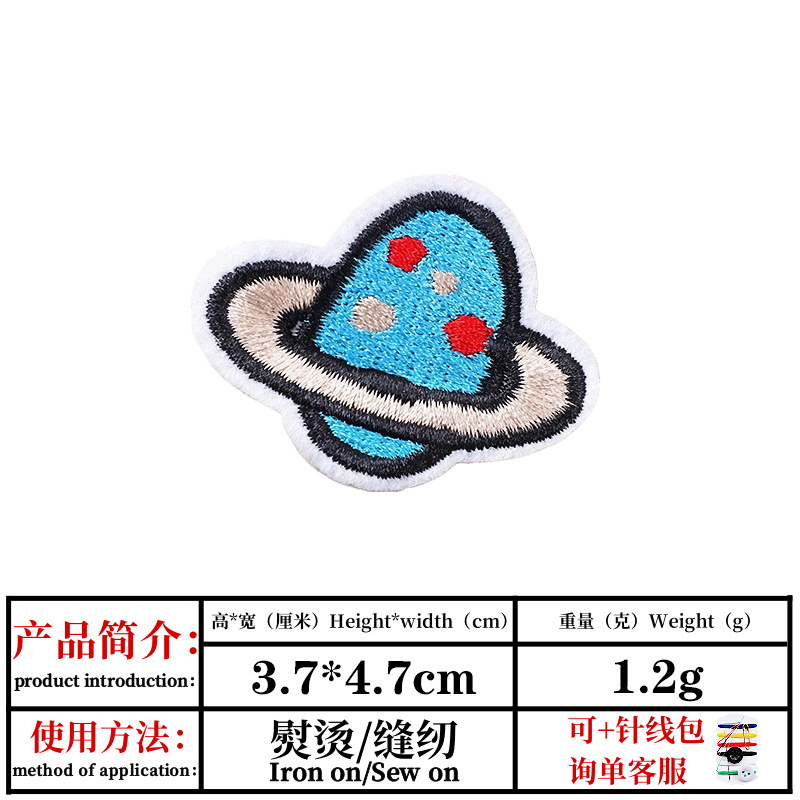 产品简介：
product introduction：
高*宽（厘米）Height*width（cm）
重量（克）Weight（g）
3.7*4.7cm
1.2g
使用方法：
method of application：
熨烫/缝纫
Iron on/Sew on
可+针线包
询单客服